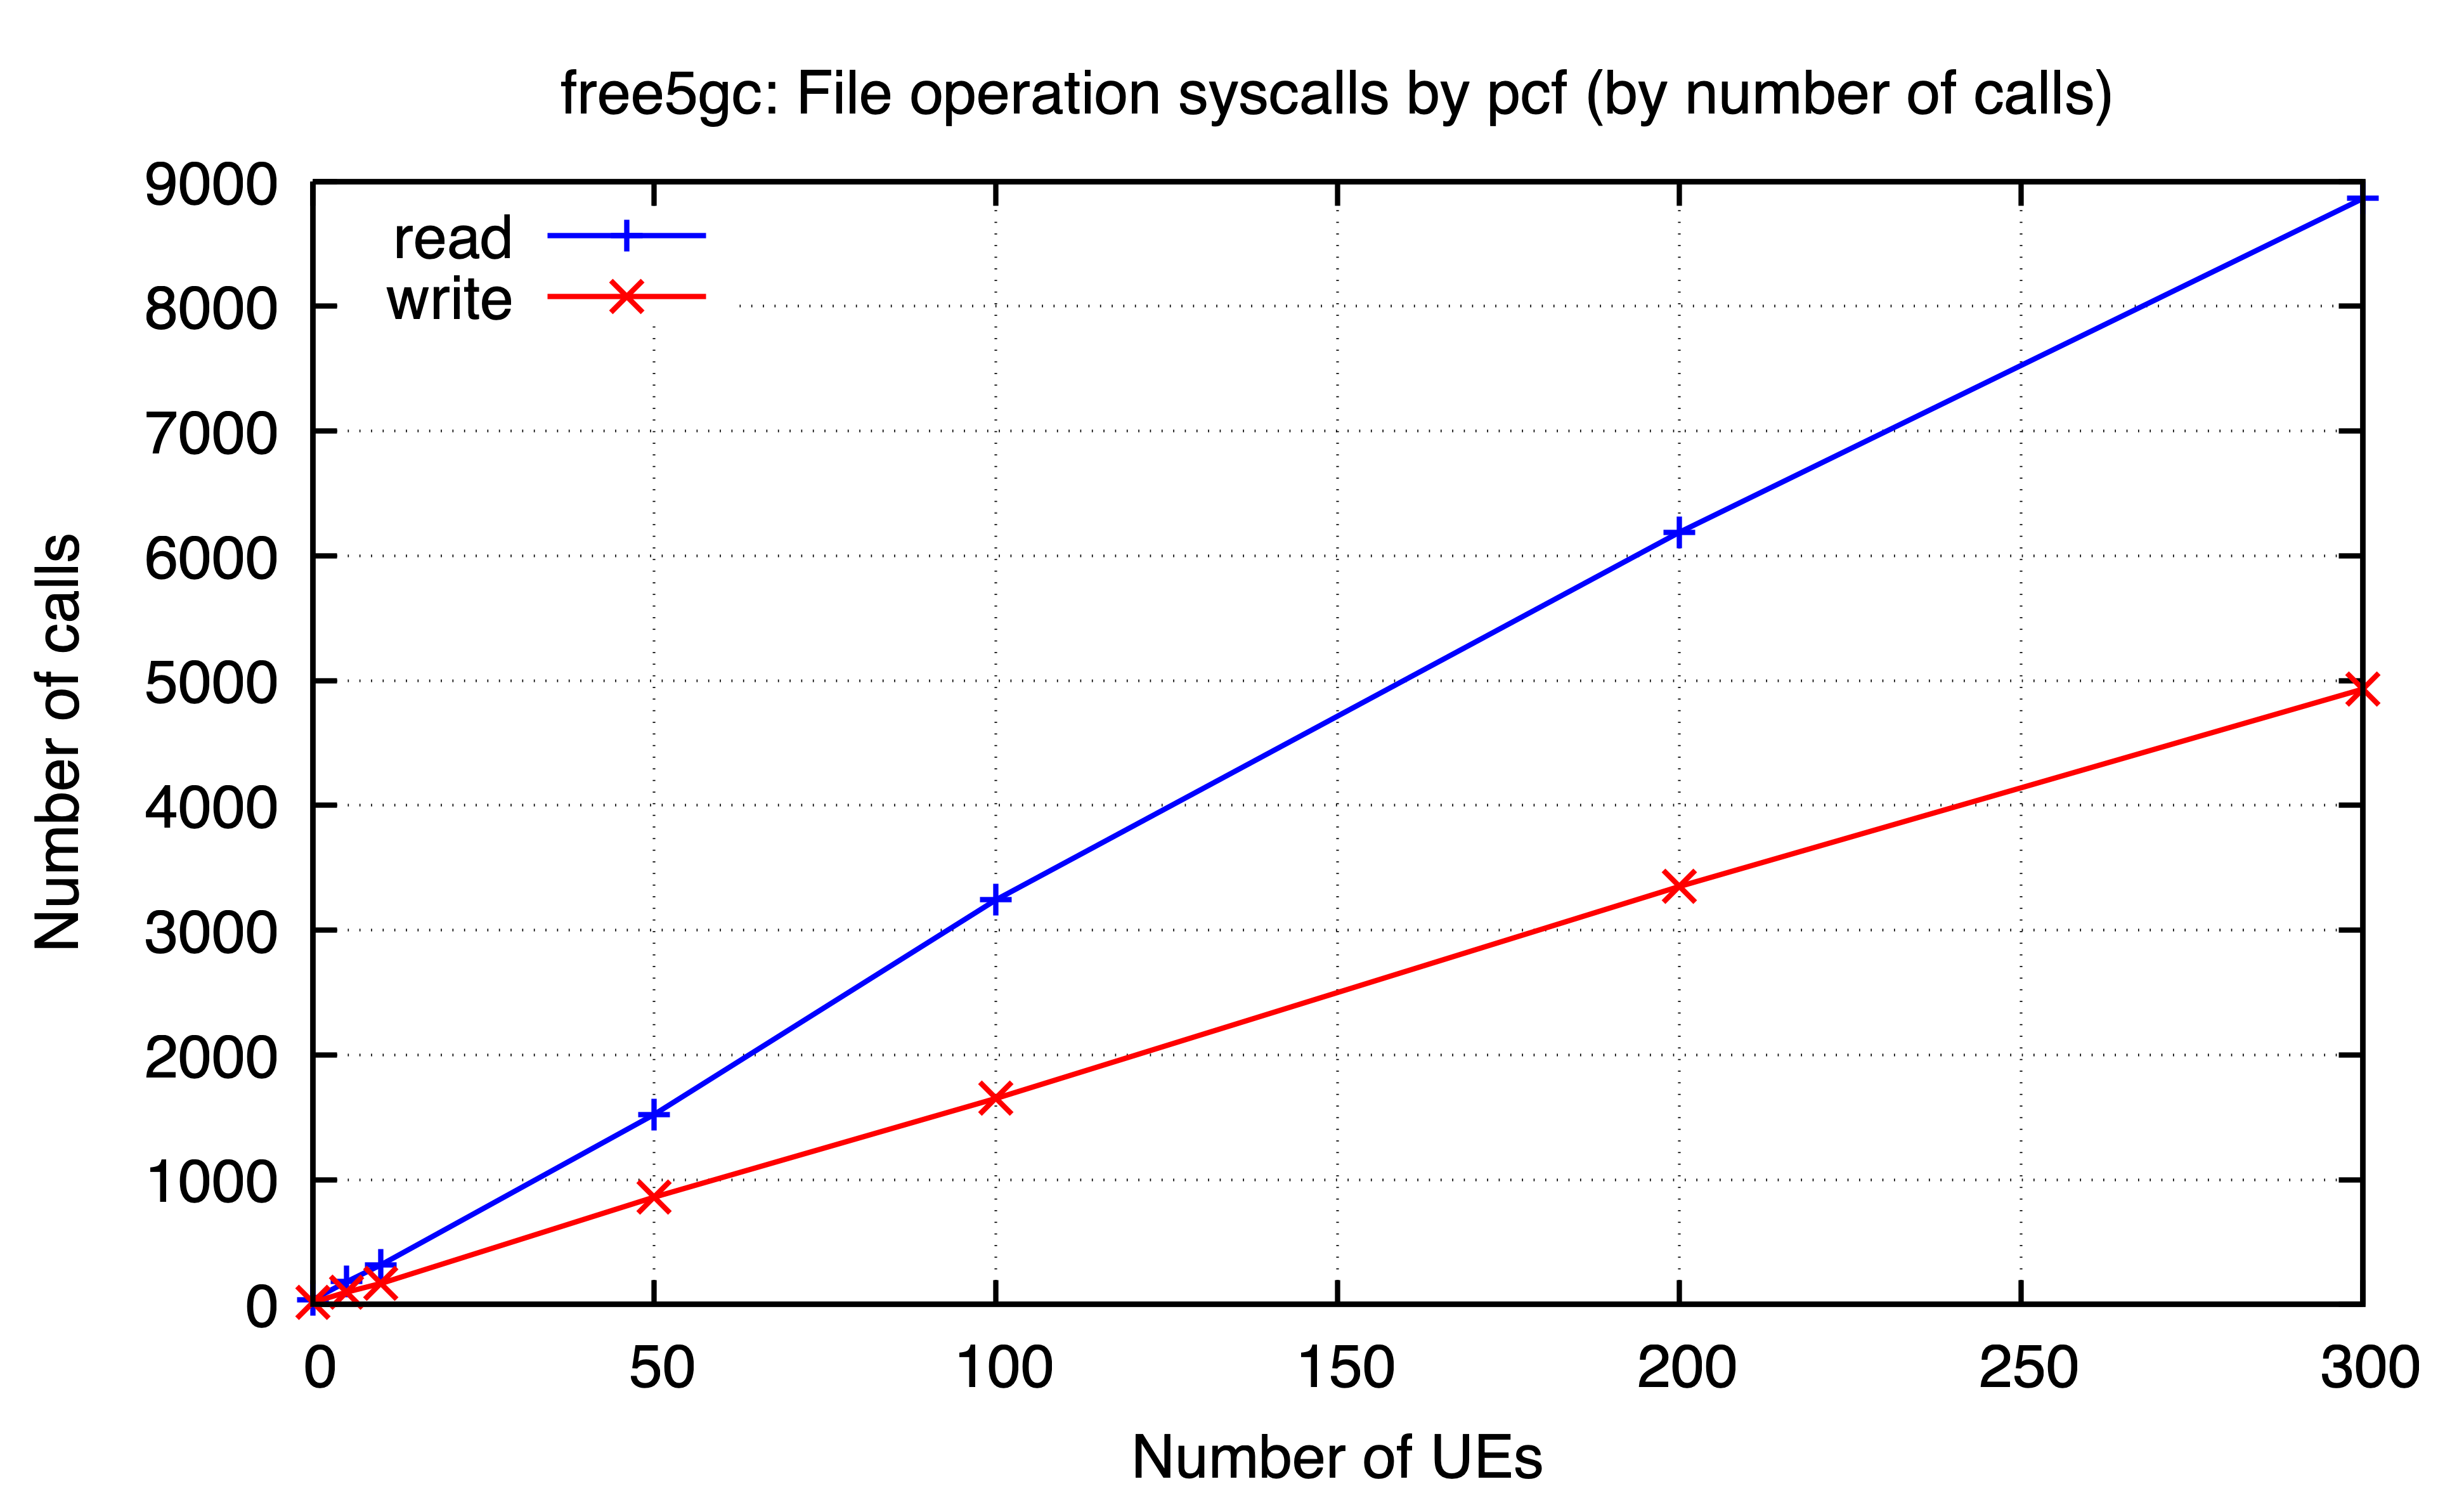 free5gc: File operation syscalls by pcf (by number of calls)
read
write
9000
8000
7000
6000
5000
4000
3000
2000
1000
0
Number of calls
0 50 100 150 200 250 300
Number of UEs